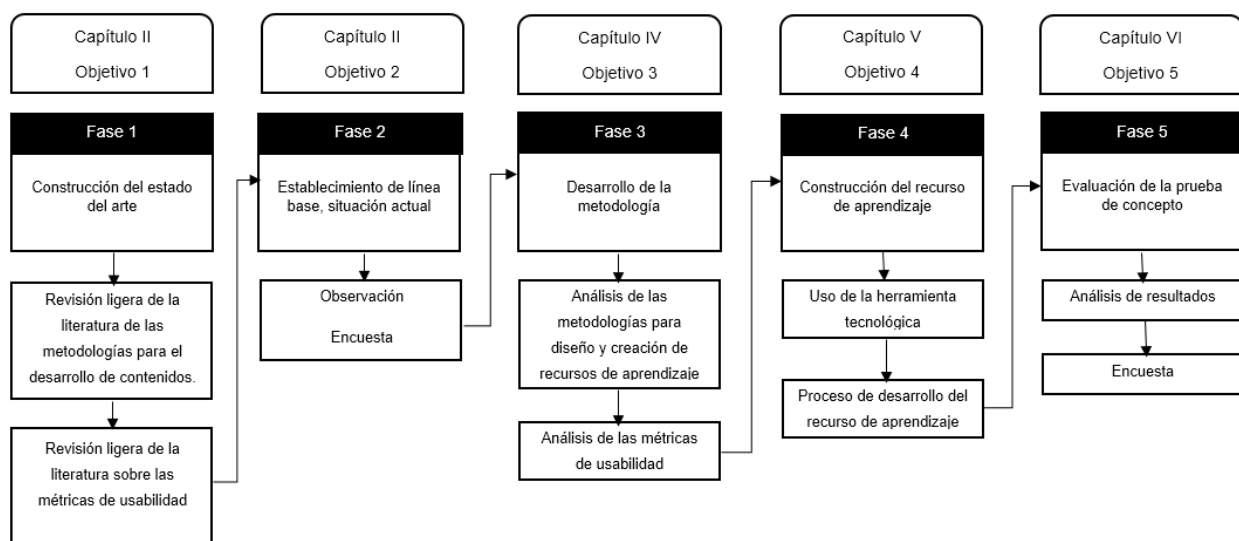 Capítulo II
Objetivo 1
Capítulo II
Objetivo 2
Capítulo IV
Objetivo 3
Capítulo V
Objetivo 4
Capítulo VI
Objetivo 5
Fase 1
Construcción del estado
del arte
Revisión ligera de la
literatura de las
metodologías para el
desarrollo de contenidos.
Revisión ligera de la
literatura sobre las
métricas de usabilidad
Fase 2
Establecimiento de línea
base, situación actual
Observación
Encuesta
Fase 3
Desarrollo de la
metodología
Análisis de las
metodologías para
diseño y creación de
recursos de aprendizaje
Análisis de las métricas
de usabilidad
Fase 4
Construcción del recurso
de aprendizaje
Uso de la herramienta
tecnológica
Proceso de desarrollo del
recurso de aprendizaje
Fase 5
Evaluación de la prueba
de concepto
Análisis de resultados
Encuesta